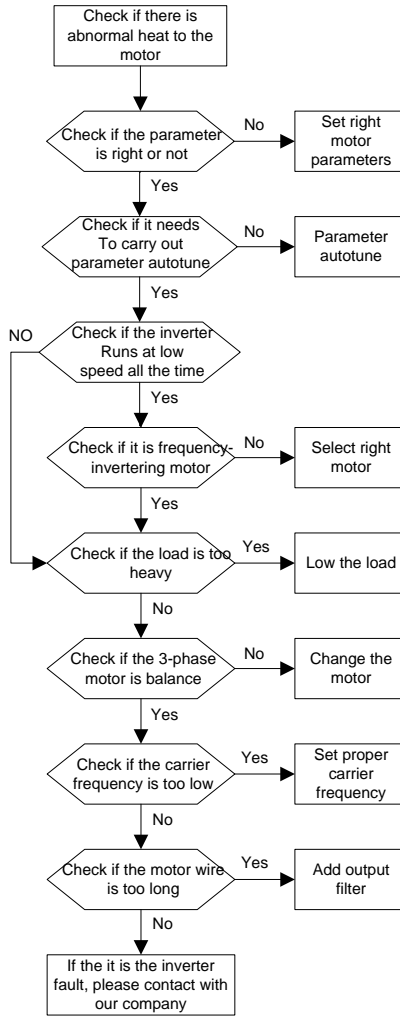 Check if there is
abnormal heat to the
motor
Check if the parameter
is right or not
No
Set right
motor
parameters
Yes
Check if it needs
To carry out
parameter autotune
No
Parameter
autotune
Yes
NO
Check if the inverter
Runs at low
speed all the time
Yes
Check if it is frequency-
invertering motor
No
Select right
motor
Yes
Check if the load is too
heavy
Yes
Low the load
No
Check if the 3-phase
motor is balance
No
Change the
motor
Yes
Check if the carrier
frequency is too low
Yes
Set proper
carrier
frequency
No
Check if the motor wire
is too long
Yes
Add output
filter
No
If the it is the inverter
fault, please contact with
our company